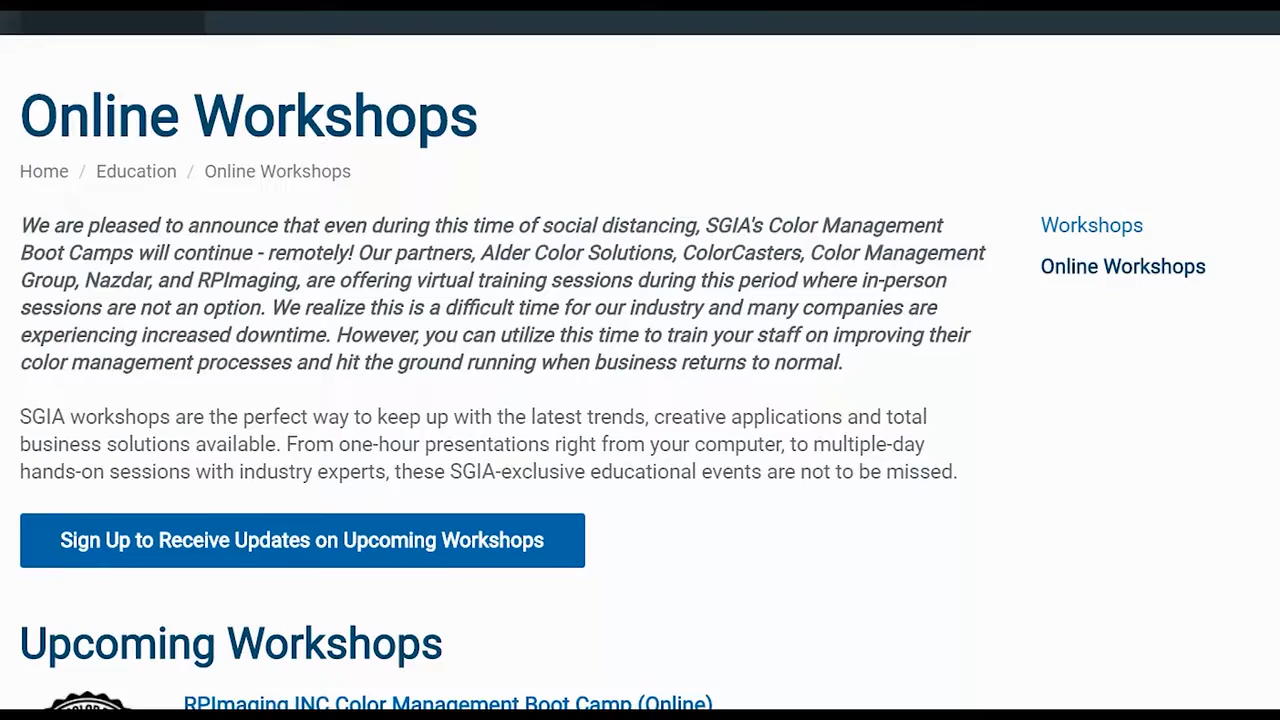 Online Workshops
Home / Education / Online Workshops
We are pleased to announce that even during this time of social distancing, SGIA's Color Management
Boot Camps will continue - remotely! Our partners, Alder Color Solutions, ColorCasters, Color Management
Group, Nazdar, and RPImaging, are offering virtual training sessions during this period where in-person
sessions are not an option. We realize this is a difficult time for our industry and many companies are
experiencing increased downtime. However, you can utilize this time to train your staff on improving their
color management processes and hit the ground running when business returns to normal.
SGIA workshops are the perfect way to keep up with the latest trends, creative applications and total
business solutions available. From one-hour presentations right from your computer, to multiple-day
hands-on sessions with industry experts, these SGIA-exclusive educational events are not to be missed.
Sign Up to Receive Updates on Upcoming Workshops
Upcoming Workshops
RPImaging INC Color Management Boot Camp (Online)
Workshops
Online Workshops